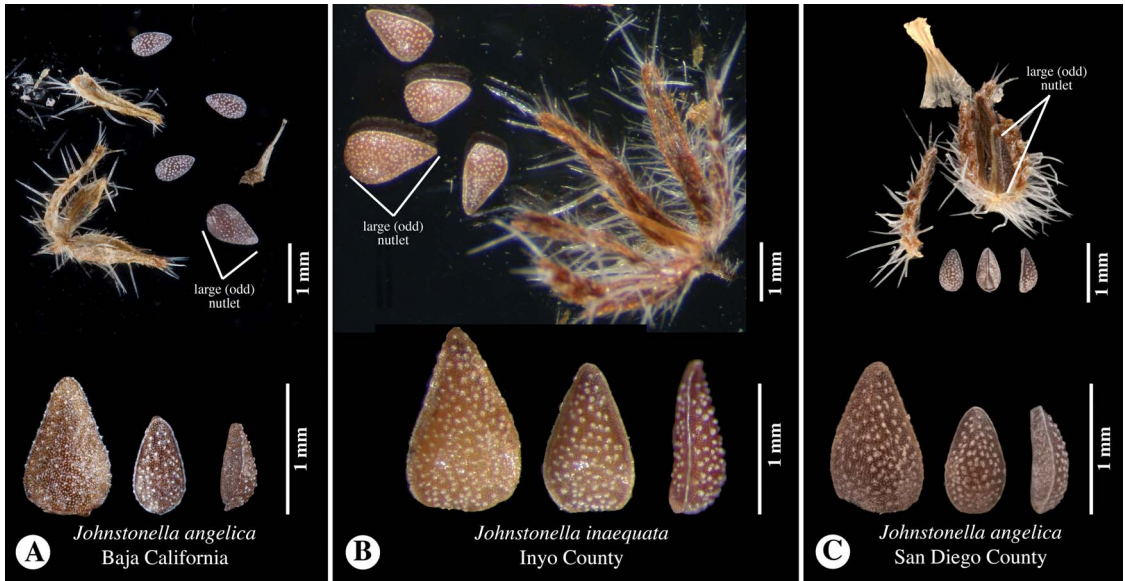 large (odd)
nutlet
1 mm
1 mm
A
Johnstonella angelica
Baja California
large (odd)
nutlet
1 mm
1 mm
B
Johnstonella inaequata
Inyo County
large (odd)
nutlet
1 mm
1 mm
C
Johnstonella angelica
San Diego County